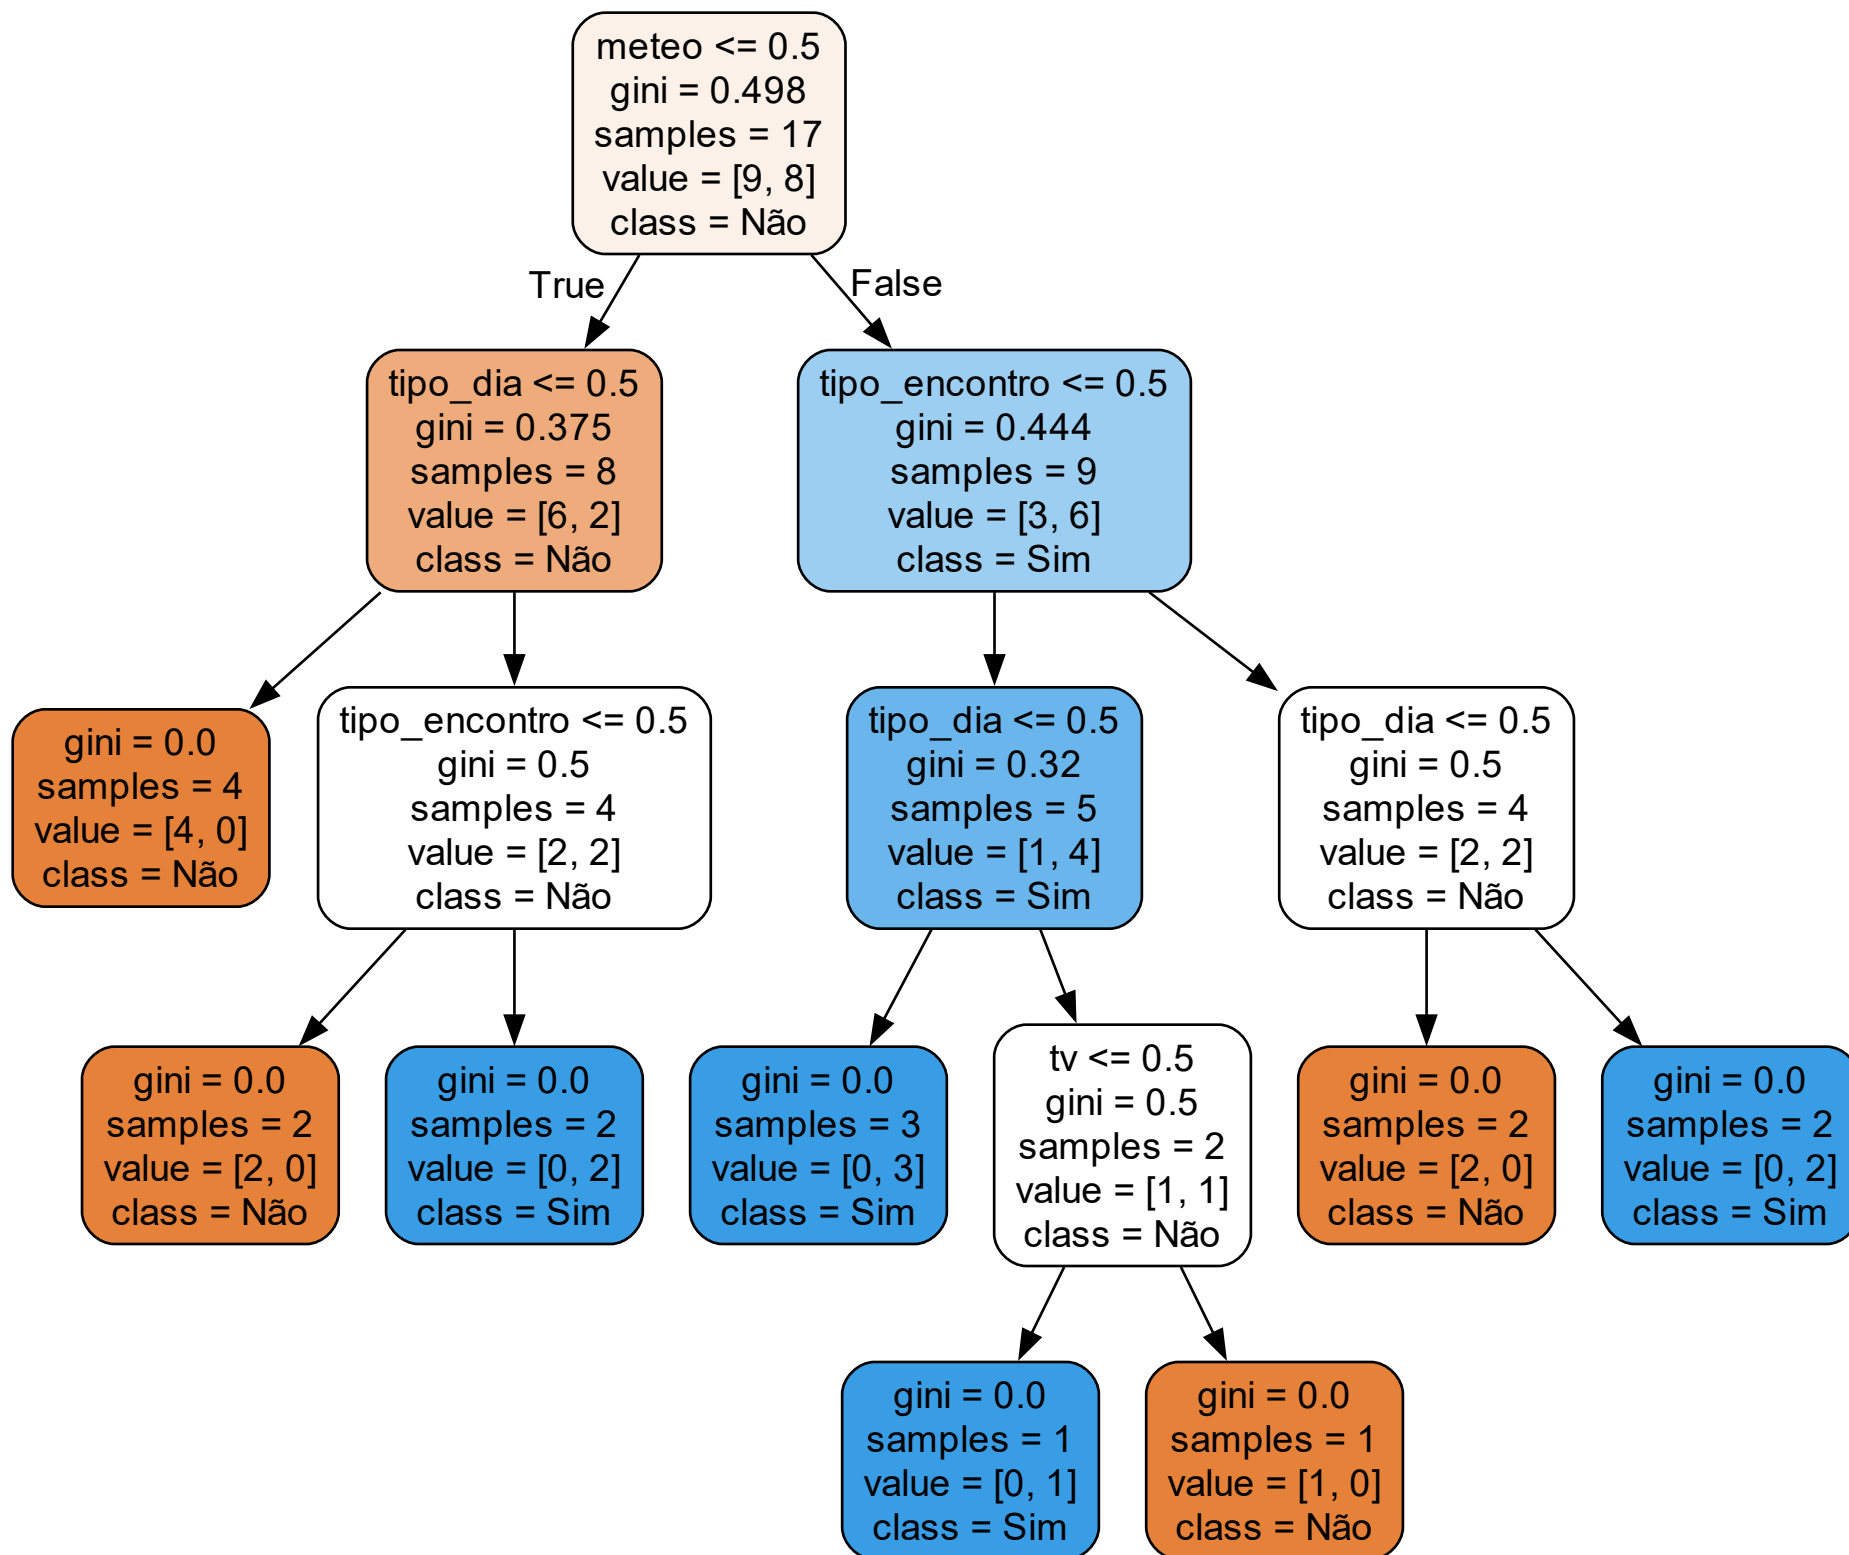 meteo <= 0.5
gini = 0.498
samples = 17
value = [9, 8]
class = Não
True
False
tipo_dia <= 0.5
gini = 0.375
samples = 8
value = [6, 2]
class = Não
tipo_encontro <= 0.5
gini = 0.444
samples = 9
value = [3, 6]
class = Sim
gini = 0.0
samples = 4
value = [4, 0]
class = Não
tipo_encontro <= 0.5
gini = 0.5
samples = 4
value = [2, 2]
class = Não
tipo_dia <= 0.5
gini = 0.32
samples = 5
value = [1, 4]
class = Sim
tipo_dia <= 0.5
gini = 0.5
samples = 4
value = [2, 2]
class = Não
gini = 0.0
samples = 2
value = [2, 0]
class = Não
gini = 0.0
samples = 2
value = [0, 2]
class = Sim
gini = 0.0
samples = 3
value = [0, 3]
class = Sim
tv <= 0.5
gini = 0.5
samples = 2
value = [1, 1]
class = Não
gini = 0.0
samples = 2
value = [2, 0]
class = Não
gini = 0.0
samples = 2
value = [0, 2]
class = Sim
gini = 0.0
samples = 1
value = [0, 1]
class = Sim
gini = 0.0
samples = 1
value = [1, 0]
class = Não